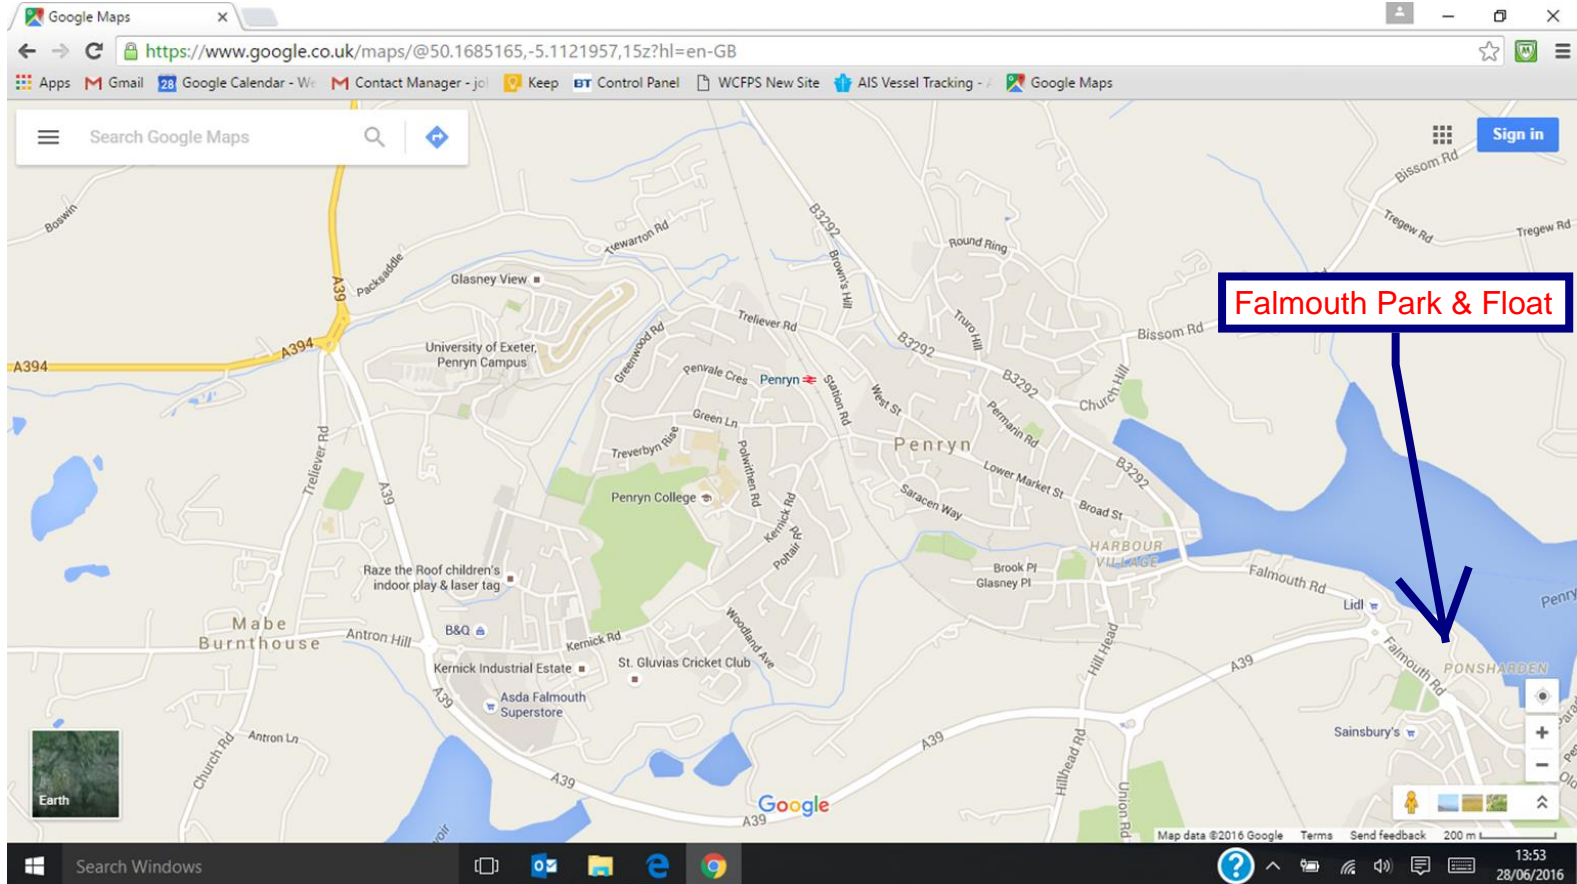 Google Maps
https://www.google.co.uk/maps/@50.1685165,-5.1121957,15z?hl=en-GB
Apps Gmail 28 Google Calendar - We Contact Manager - jo Keep BT Control Panel WCFPS New Site AIS Vessel Tracking - Google Maps
Search Google Maps
Sign in
Bissom Rd
Boswin
Trewarton Rd
B3292
Round Ring
Tregew Rd
Tregew Rd
Packsaddle
A39
Glasney View
Brown's Hill
Falmouth Park & Float
Treliever Rd
Truro Hill
Bissom Rd
A394
A394
University of Exeter,
Penryn Campus
Greenwood Rd
B3292
Penvale Cres
Penryn
Station Rd
West St
B3292
Church Hill
Permarin Rd
Green Ln
Treverbyn Rise
Polwithen Rd
Penryn
Treliever Rd
A39
Penryn College
Kernick Rd
Lower Market St
B3292
Saracen Way
Broad St
Poltair Rd
HARBOUR
VILLAGE
Raze the Roof children's
indoor play & laser tag
Brook Pl
Glasney Pl
Falmouth Rd
Lidl
Penry
Mabe
Burnthouse
Antron Hill
B&Q
Kernick Rd
Woodland Ave
Hill Head
Kernick Industrial Estate
St. Gluvias Cricket Club
A39
Falmouth Rd
PONSHARDEN
A39
Asda Falmouth
Superstore
Sainsbury's
Church Rd
Antron Ln
A39
Hillhead Rd
Earth
A39
Google
A39
Union Rd
Map data ©2016 Google Terms Send feedback 200 m
Search Windows
13:53
28/06/2016